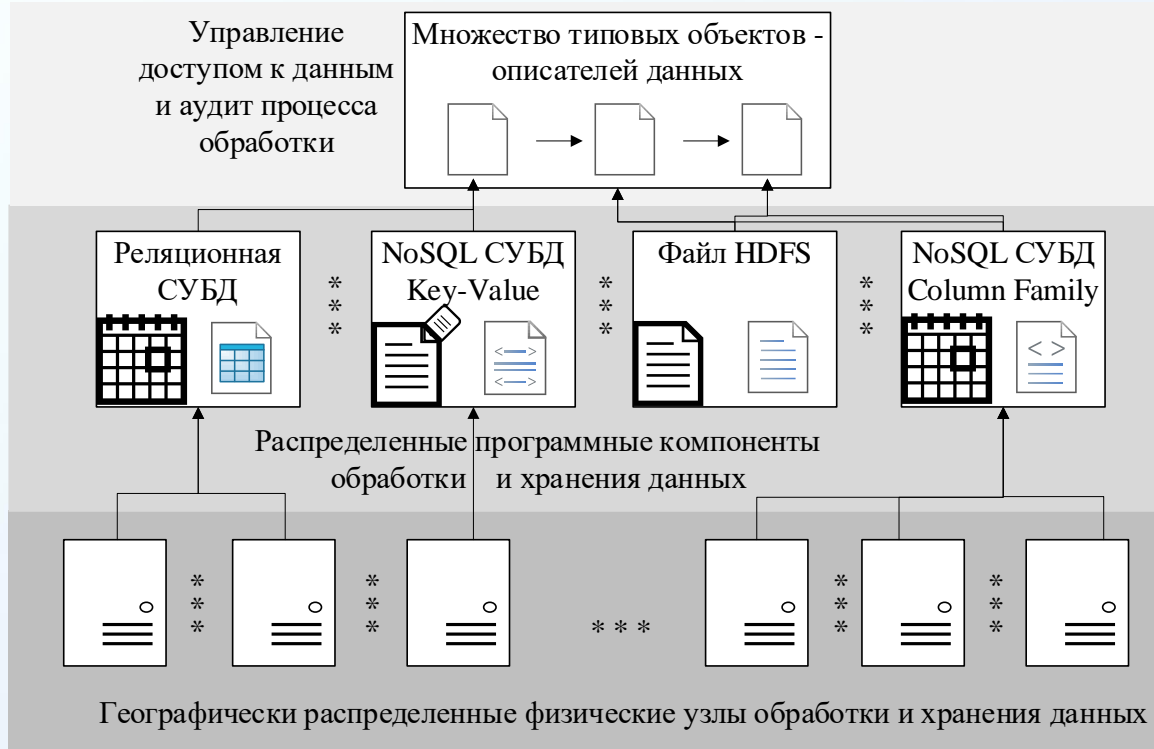 Управление
доступом к данным
и аудит процесса
обработки
Множество типовых объектов -
описателей данных
Реляционная
СУБД
* * *
NoSQL СУБД
Key-Value
* * *
Файл HDFS
* * *
NoSQL СУБД
Column Family
<—>
<—>
< >
Распределенные программные компоненты
обработки и хранения данных
* * *
* * *
* * *
* * *
* * *
Географически распределенные физические узлы обработки и хранения данных